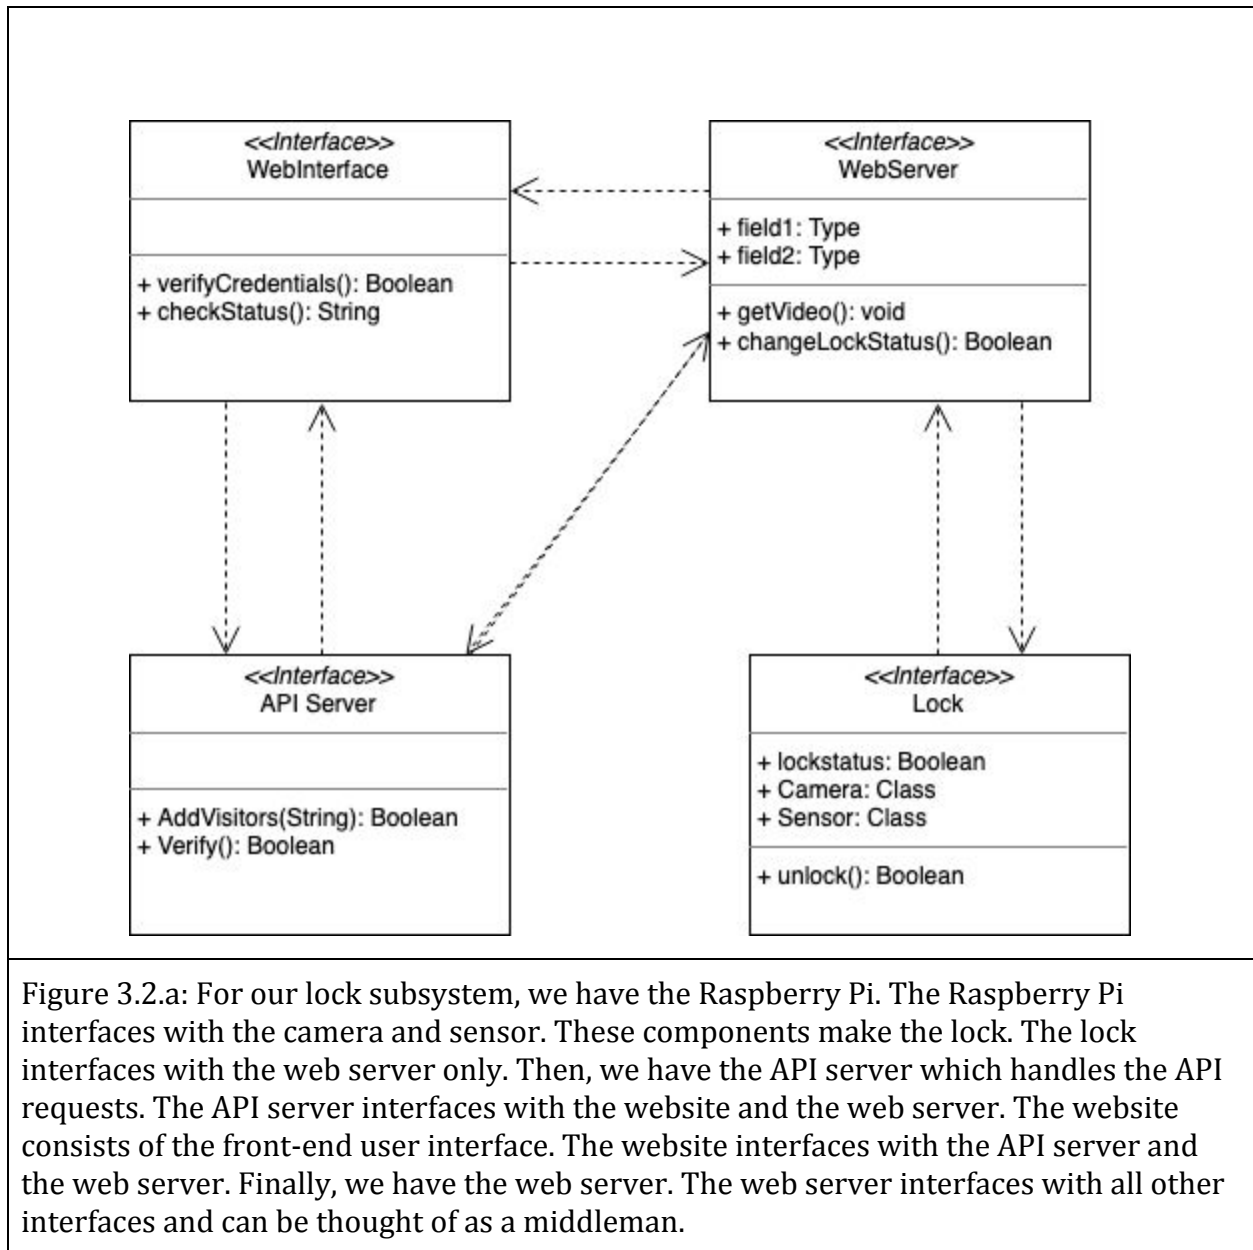 <<Interface>>
WebInterface
+ verifyCredentials(): Boolean
+ checkStatus(): String
<<Interface>>
WebServer
+ field1: Type
+ field2: Type
+ getVideo(): void
+ changeLockStatus(): Boolean
<<Interface>>
API Server
+ AddVisitors(String): Boolean
+ Verify(): Boolean
<<Interface>>
Lock
+ lockstatus: Boolean
+ Camera: Class
+ Sensor: Class
+ unlock(): Boolean
Figure 3.2.a: For our lock subsystem, we have the Raspberry Pi. The Raspberry Pi
interfaces with the camera and sensor. These components make the lock. The lock
interfaces with the web server only. Then, we have the API server which handles the API
requests. The API server interfaces with the website and the web server. The website
consists of the front-end user interface. The website interfaces with the API server and
the web server. Finally, we have the web server. The web server interfaces with all other
interfaces and can be thought of as a middleman.